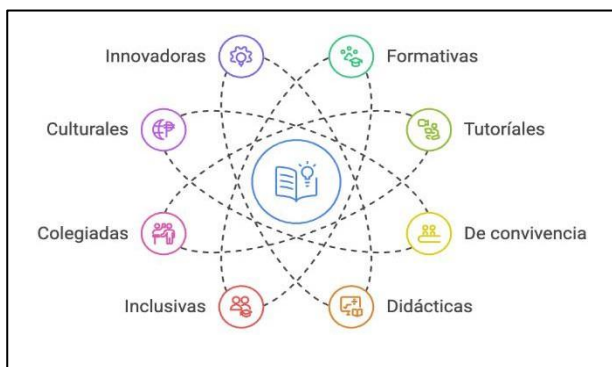 Innovadoras
Formativas
Culturales
Tutoríales
Colegiadas
De convivencia
Inclusivas
Didácticas